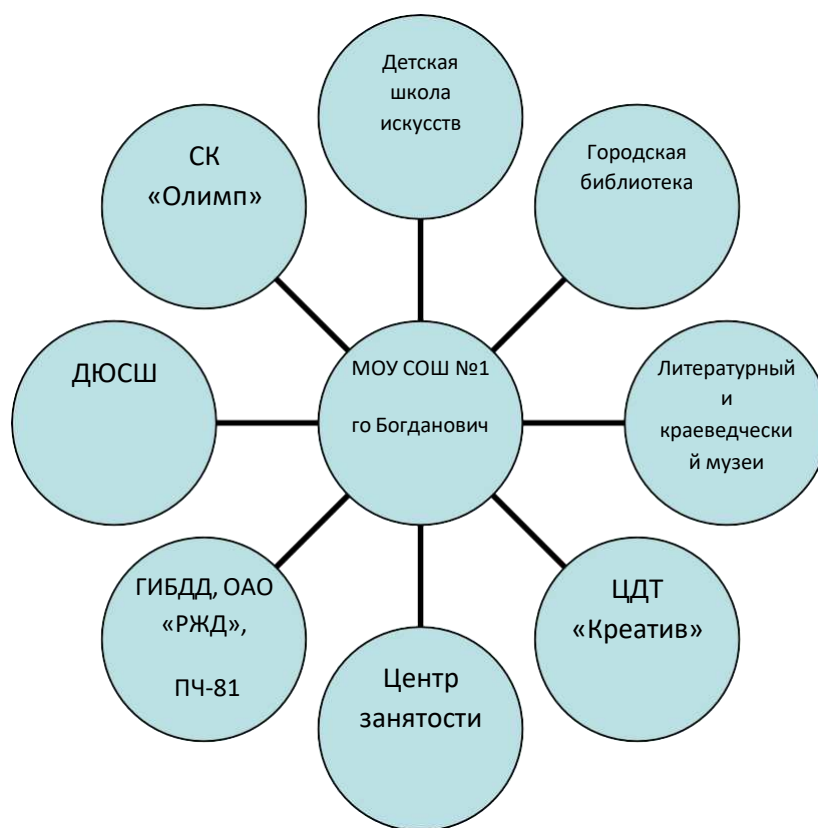 Детская
школа
искусств
СК
«Олимп»
Городская
библиотека
ДЮСШ
МОУ СОШ №1
го Богданович
Литературный
и
краеведчески
й музеи
ГИБДД, ОАО
«РЖД»,
ПЧ-81
ЦДТ
«Креатив»
Центр
занятости